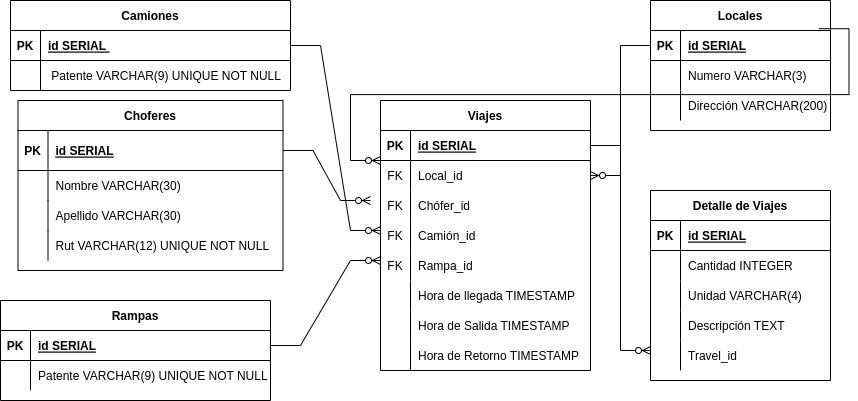 Camiones
PK id SERIAL
Patente VARCHAR(9) UNIQUE NOT NULL
Choferes
PK id SERIAL
Nombre VARCHAR(30)
Apellido VARCHAR(30)
Rut VARCHAR(12) UNIQUE NOT NULL
Rampas
PK id SERIAL
Patente VARCHAR(9) UNIQUE NOT NULL
Viajes
PK id SERIAL
FK Local_id
FK Chófer_id
FK Camión_id
FK Rampa_id
Hora de llegada TIMESTAMP
Hora de Salida TIMESTAMP
Hora de Retorno TIMESTAMP
Locales
PK id SERIAL
Numero VARCHAR(3)
Dirección VARCHAR(200)
Detalle de Viajes
PK id SERIAL
Cantidad INTEGER
Unidad VARCHAR(4)
Descripción TEXT
Travel_id